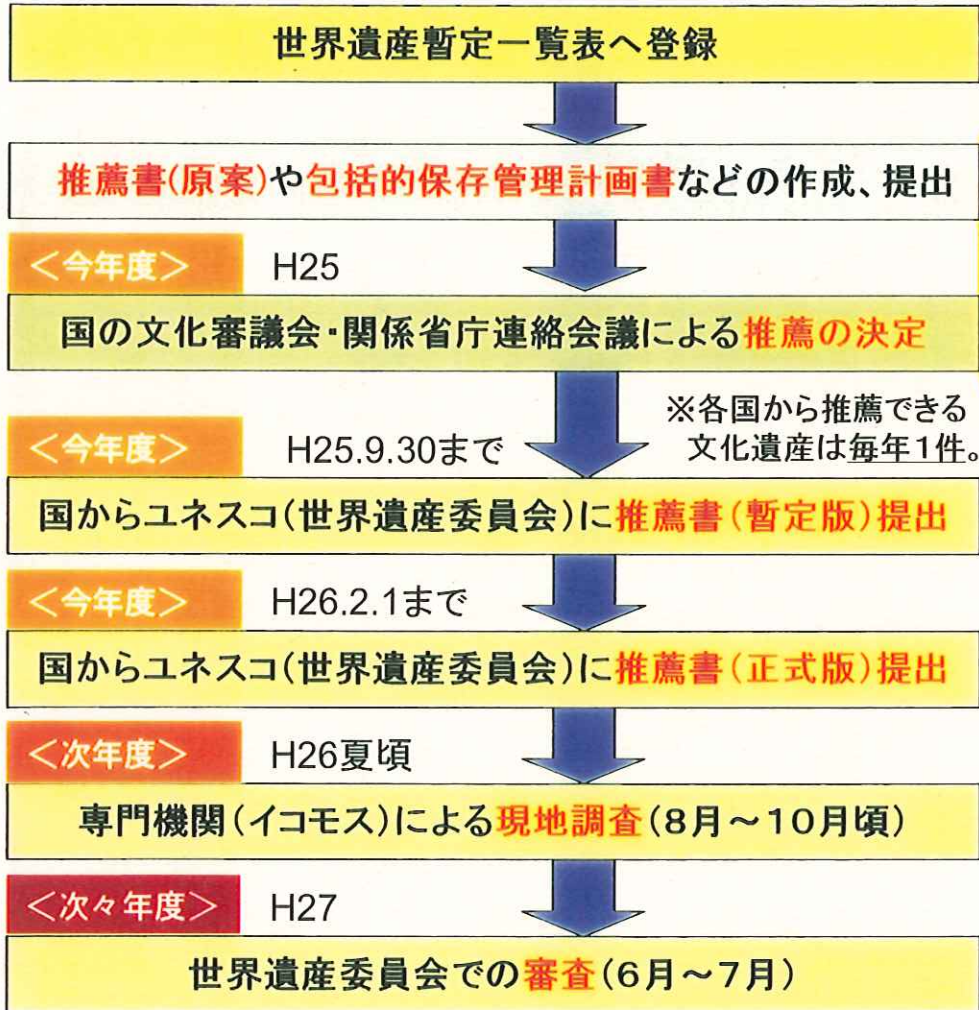 世界遺産暫定一覧表へ登録
推薦書(原案)や包括的保存管理計画書などの作成、提出
＜今年度＞ H25
国の文化審議会・関係省庁連絡会議による推薦の決定
※各国から推薦できる
文化遺産は毎年1件。
＜今年度＞ H25.9.30まで
国からユネスコ(世界遺産委員会)に推薦書(暫定版)提出
＜今年度＞ H26.2.1まで
国からユネスコ(世界遺産委員会)に推薦書(正式版)提出
＜次年度＞ H26夏頃
専門機関(イコモス)による現地調査(8月～10月頃)
＜次々年度＞ H27
世界遺産委員会での審査(6月～7月)